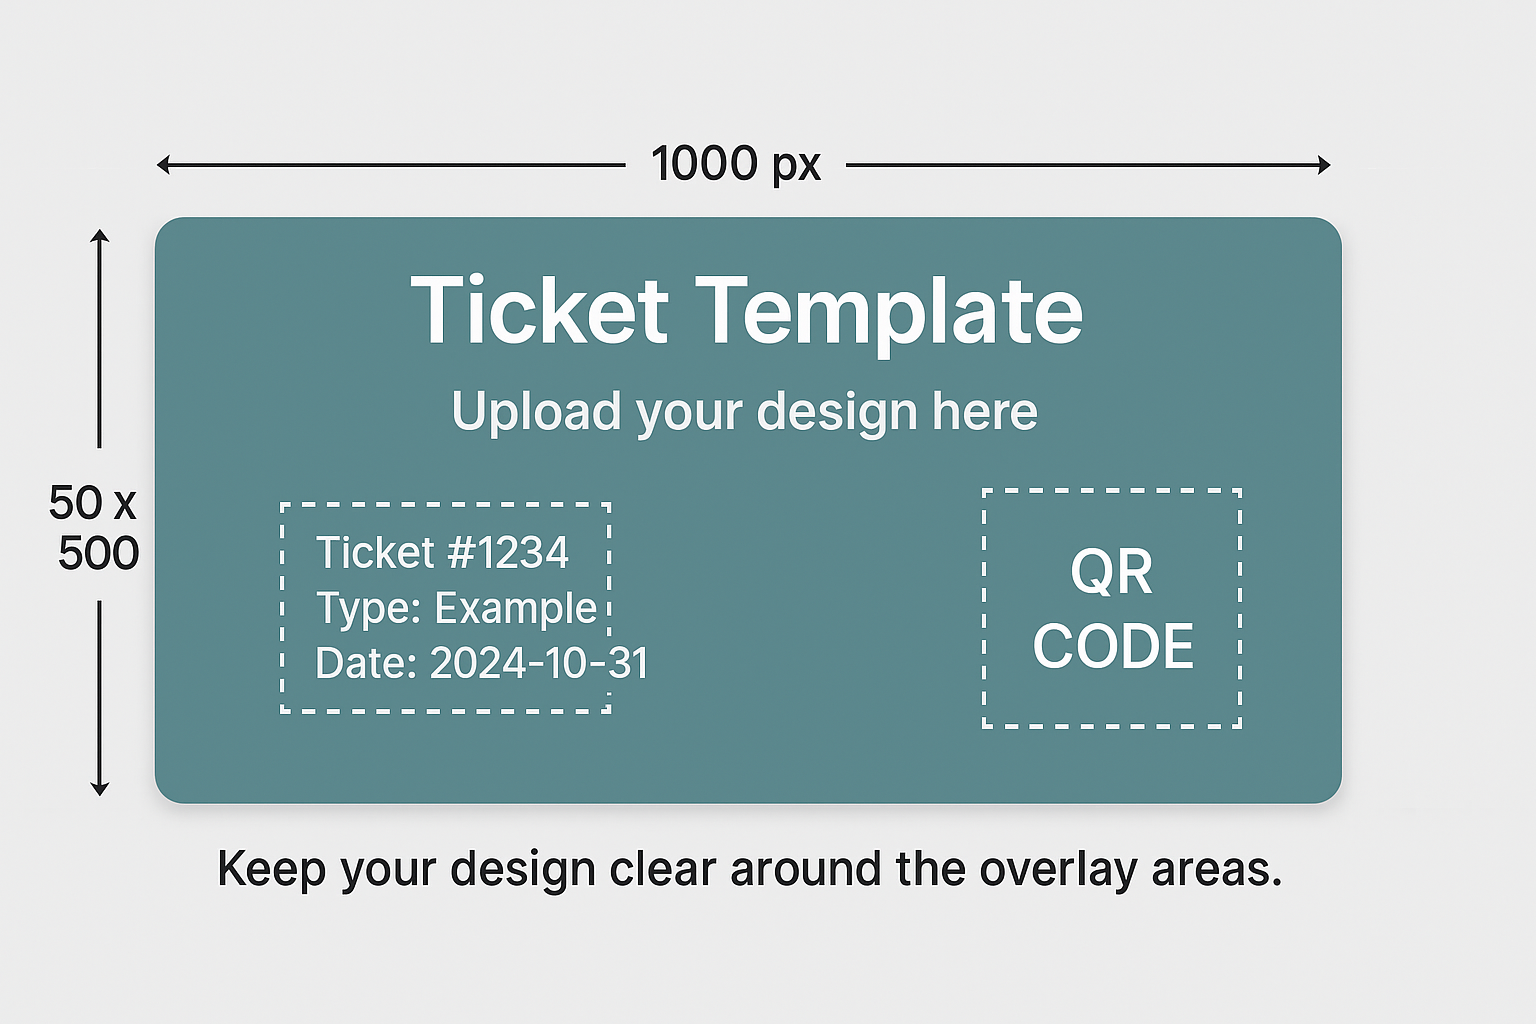 1000 px
Ticket Template
Upload your design here
50 x
500
Ticket #1234
Type: Example
Date: 2024-10-31
QR
CODE
Keep your design clear around the overlay areas.